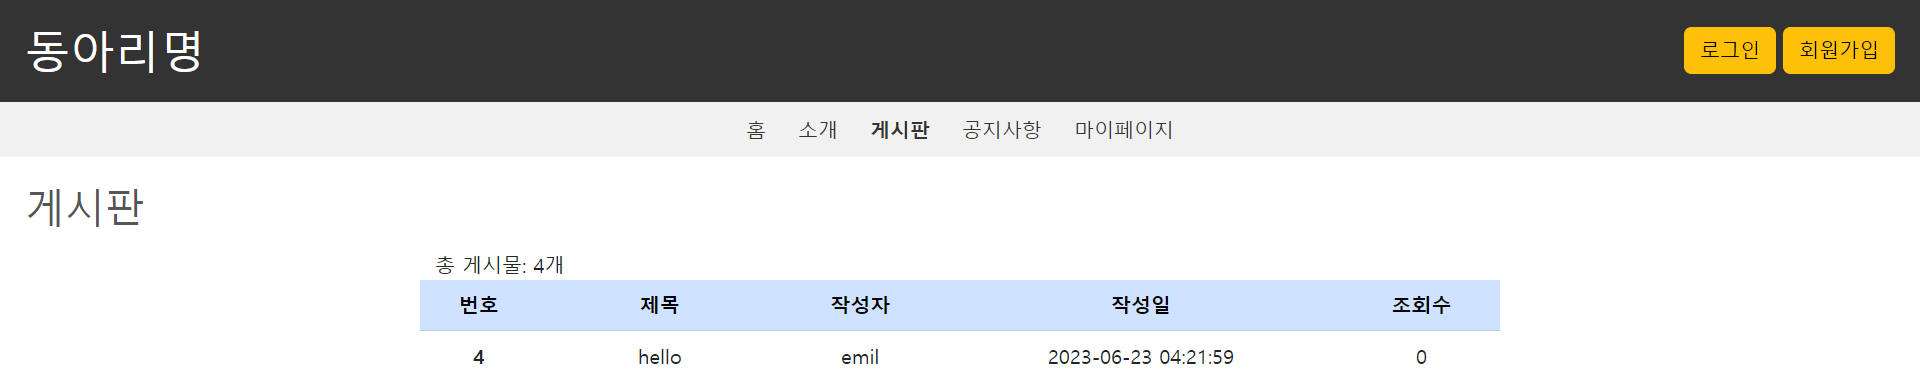 동아리명
로그인 회원가입
홈 소개 게시판 공지사항 마이페이지
게시판
총 게시물: 4개
번호 제목 작성자 작성일 조회수
4 hello emil 2023-06-23 04:21:59 0